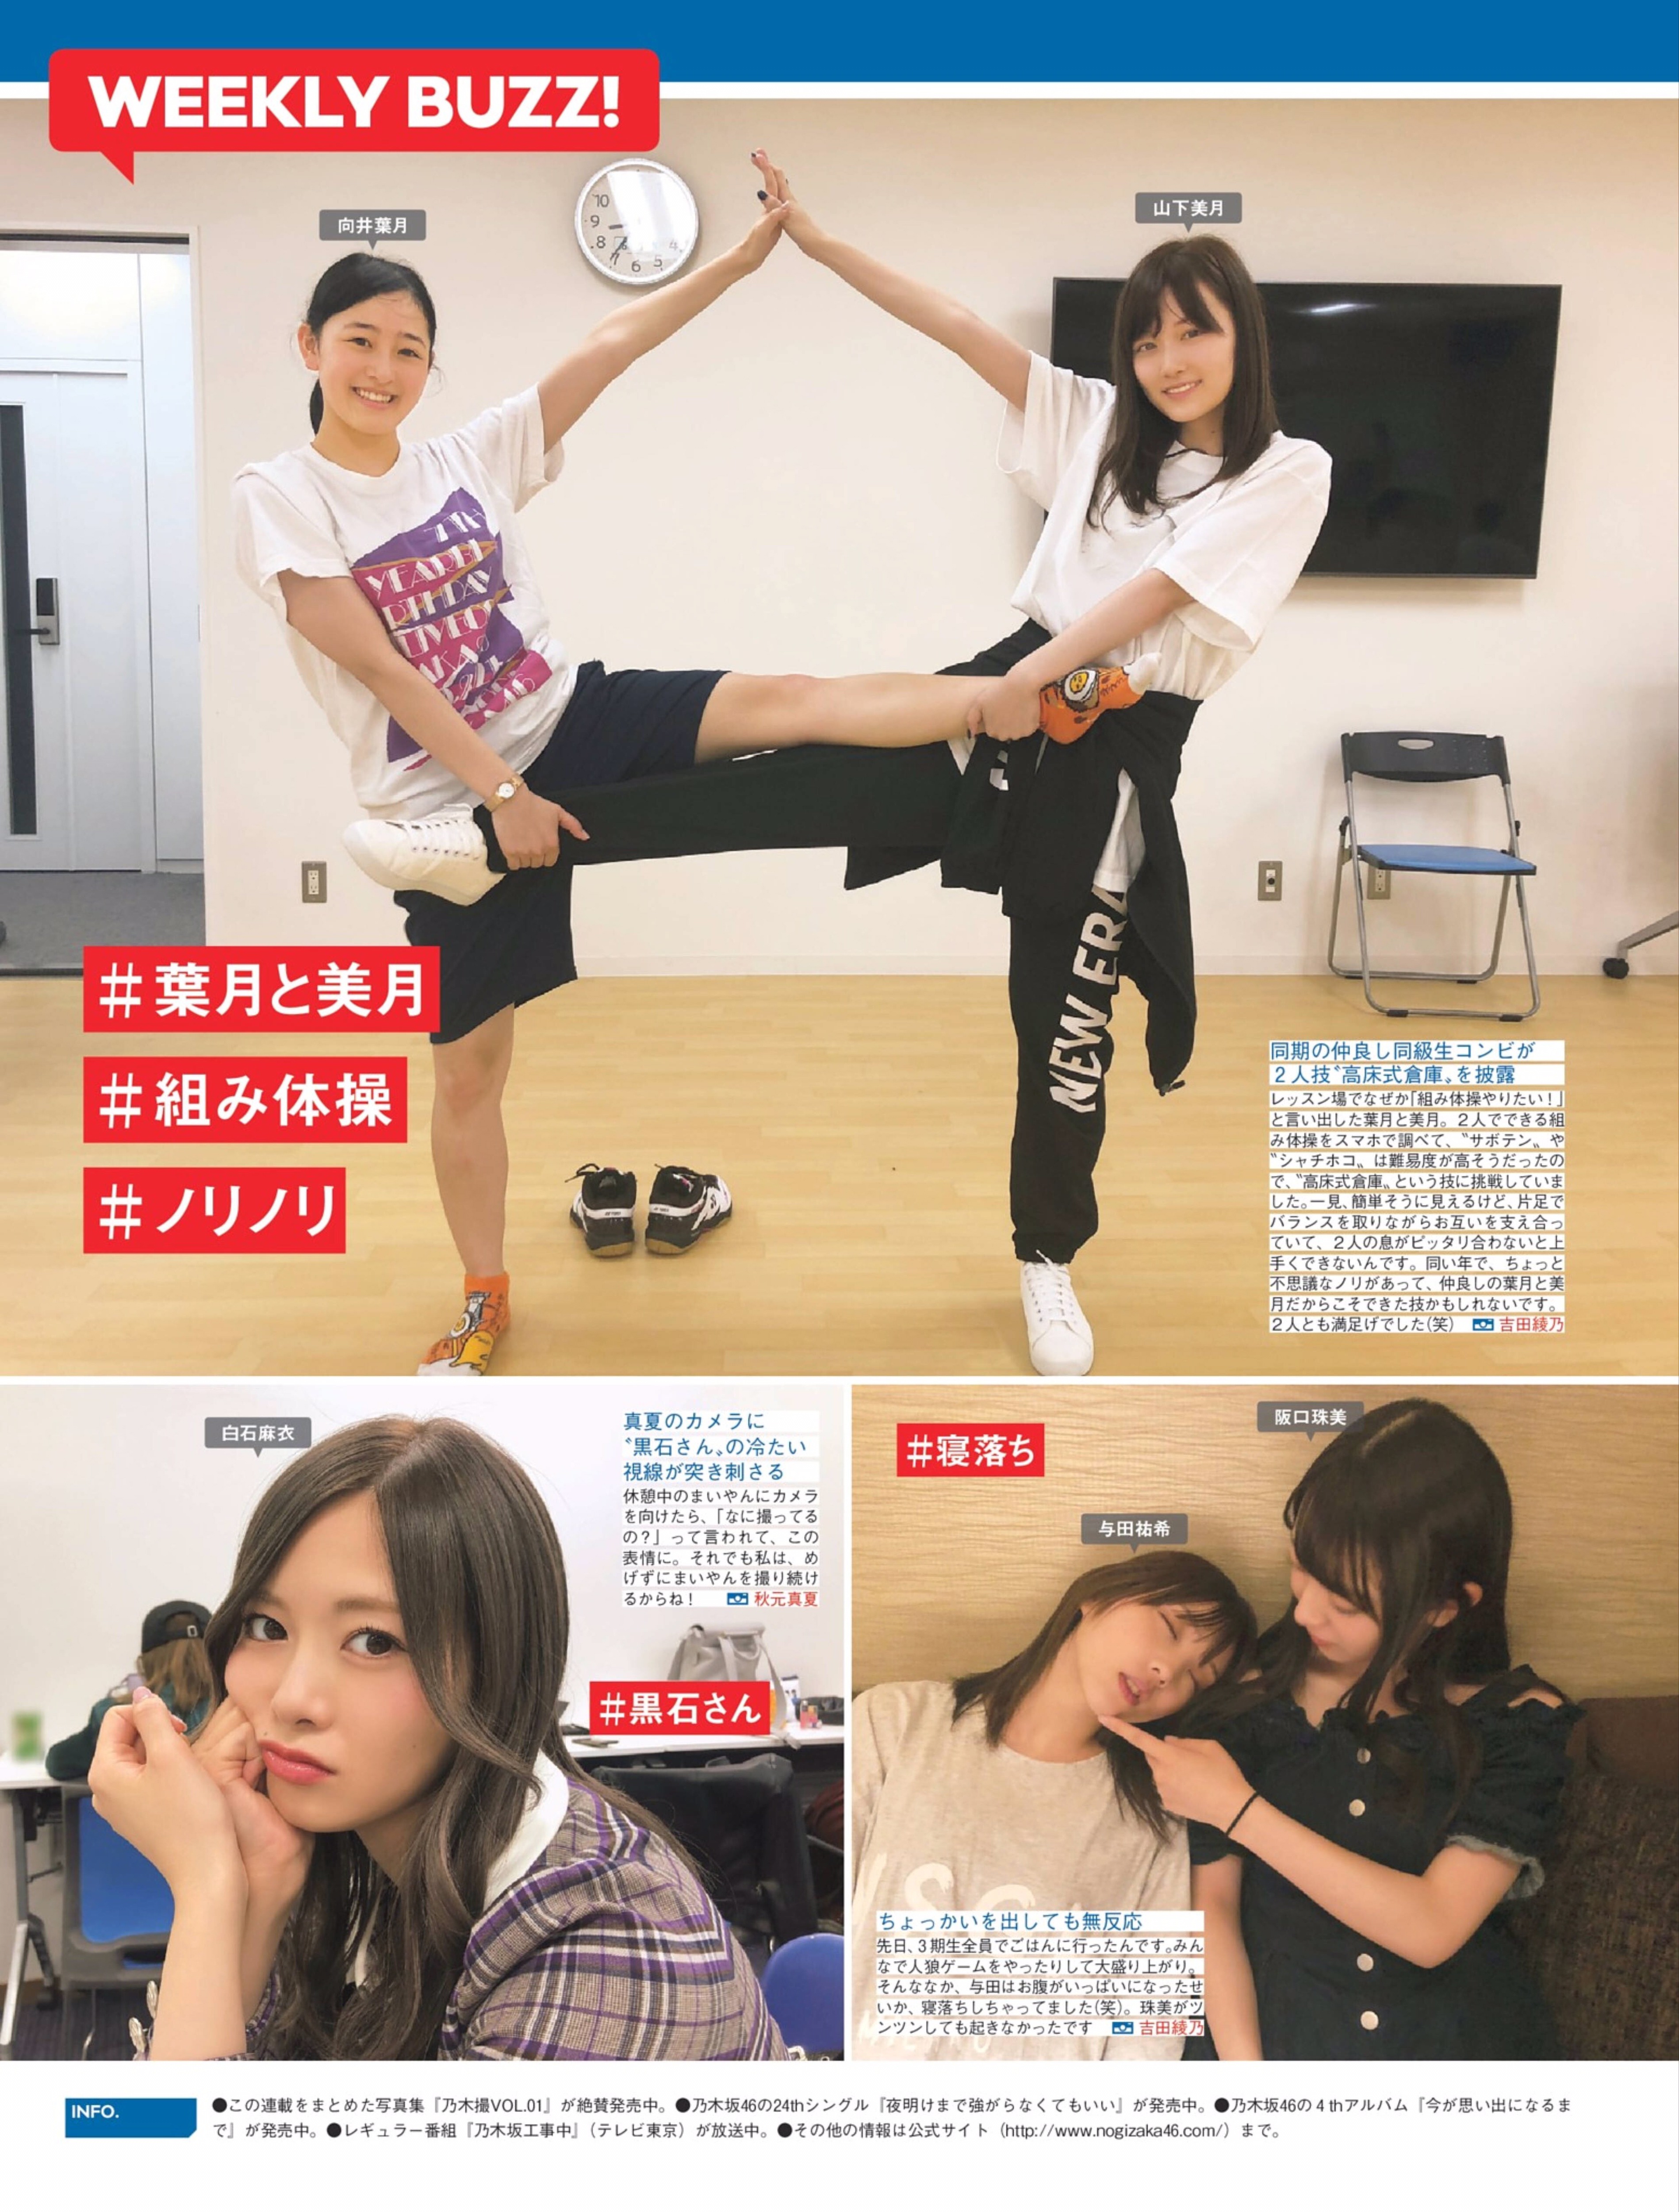 WEEKLY BUZZ!
向井葉月
山下美月
10
9
8
7
6
5
4
7TH
YEAR BI
RTHDAY
LIVE
NEW ERA
#葉月と美月
#組み体操
#ノリノリ
同期の仲良し同級生コンビが
2人技〝高床式倉庫〟を披露
レッスン場でなぜか「組み体操やりたい！」
と言い出した葉月と美月。2人でできる組
み体操をスマホで調べて、〝サボテン〟や
〝シャチホコ〟は難易度が高そうだったの
で、〝高床式倉庫〟という技に挑戦していま
した。一見、簡単そうに見えるけど、片足で
バランスを取りながらお互いを支え合っ
ていて、2人の息がピッタリ合わないと上
手くできないんです。同い年で、ちょっと
不思議なノリがあって、仲良しの葉月と美
月だからこそできた技かもしれないです。
2人とも満足げでした(笑) 吉田綾乃
白石麻衣
真夏のカメラに
〝黒石さん〟の冷たい
視線が突き刺さる
休憩中のまいやんにカメラ
を向けたら、「なに撮ってる
の？」って言われて、この
表情に。それでも私は、め
げずにまいやんを撮り続け
るからね！ 秋元真夏
#黒石さん
#寝落ち
阪口珠美
与田祐希
ちょっかいを出しても無反応
先日、3期生全員でごはんに行ったんです。みん
なで人狼ゲームをやったりして大盛り上がり。
そんななか、与田はお腹がいっぱいになったせ
いか、寝落ちしちゃってました(笑)。珠美がツ
ンツンしても起きなかったです 吉田綾乃
INFO.
●この連載をまとめた写真集『乃木撮VOL.01』が絶賛発売中。●乃木坂46の24thシングル『夜明けまで強がらなくてもいい』が発売中。●乃木坂46の4thアルバム『今が思い出になるま
で』が発売中。●レギュラー番組『乃木坂工事中』（テレビ東京）が放送中。●その他の情報は公式サイト（http://www.nogizaka46.com/）まで。